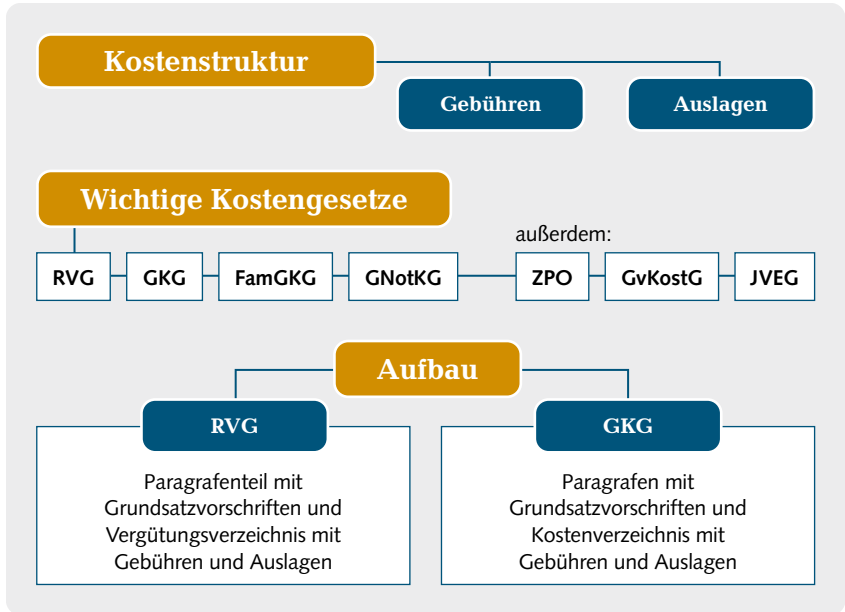 Kostenstruktur
Gebühren
Auslagen
Wichtige Kostengesetze
außerdem:
RVG
GKG
FamGKG
GNotKG
ZPO
GvKostG
JVEG
Aufbau
RVG
Paragrafenteil mit
Grundsatzvorschriften und
Vergütungsverzeichnis mit
Gebühren und Auslagen
GKG
Paragrafen mit
Grundsatzvorschriften und
Kostenverzeichnis mit
Gebühren und Auslagen